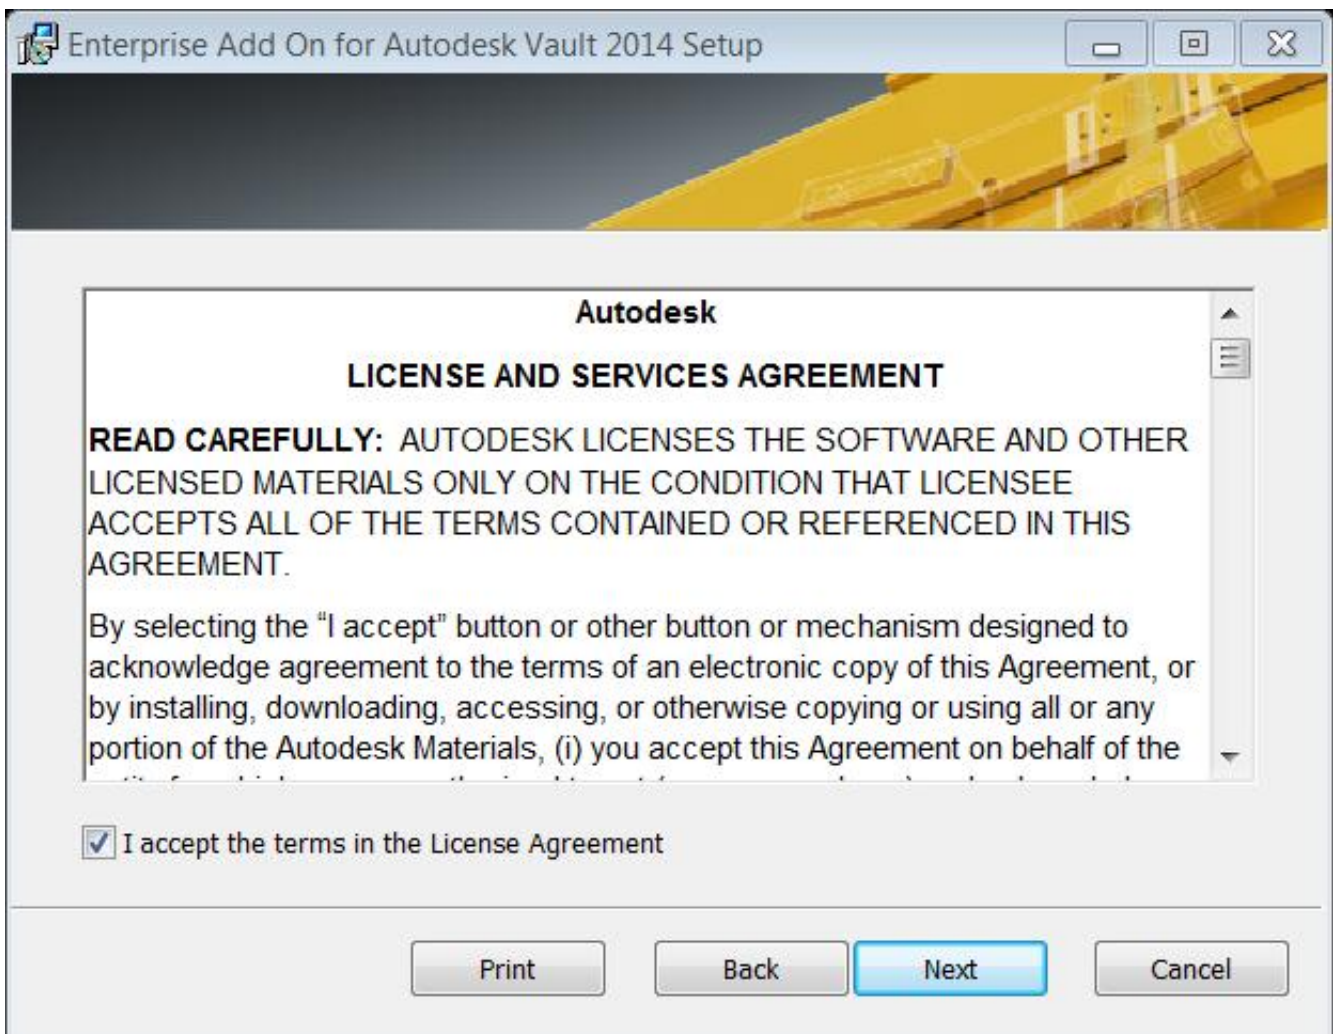 Enterprise Add On for Autodesk Vault 2014 Setup
Autodesk
LICENSE AND SERVICES AGREEMENT
READ CAREFULLY: AUTODESK LICENSES THE SOFTWARE AND OTHER
LICENSED MATERIALS ONLY ON THE CONDITION THAT LICENSEE
ACCEPTS ALL OF THE TERMS CONTAINED OR REFERENCED IN THIS
AGREEMENT.
By selecting the “I accept” button or other button or mechanism designed to
acknowledge agreement to the terms of an electronic copy of this Agreement, or
by installing, downloading, accessing, or otherwise copying or using all or any
portion of the Autodesk Materials, (i) you accept this Agreement on behalf of the
I accept the terms in the License Agreement
Print Back Next Cancel